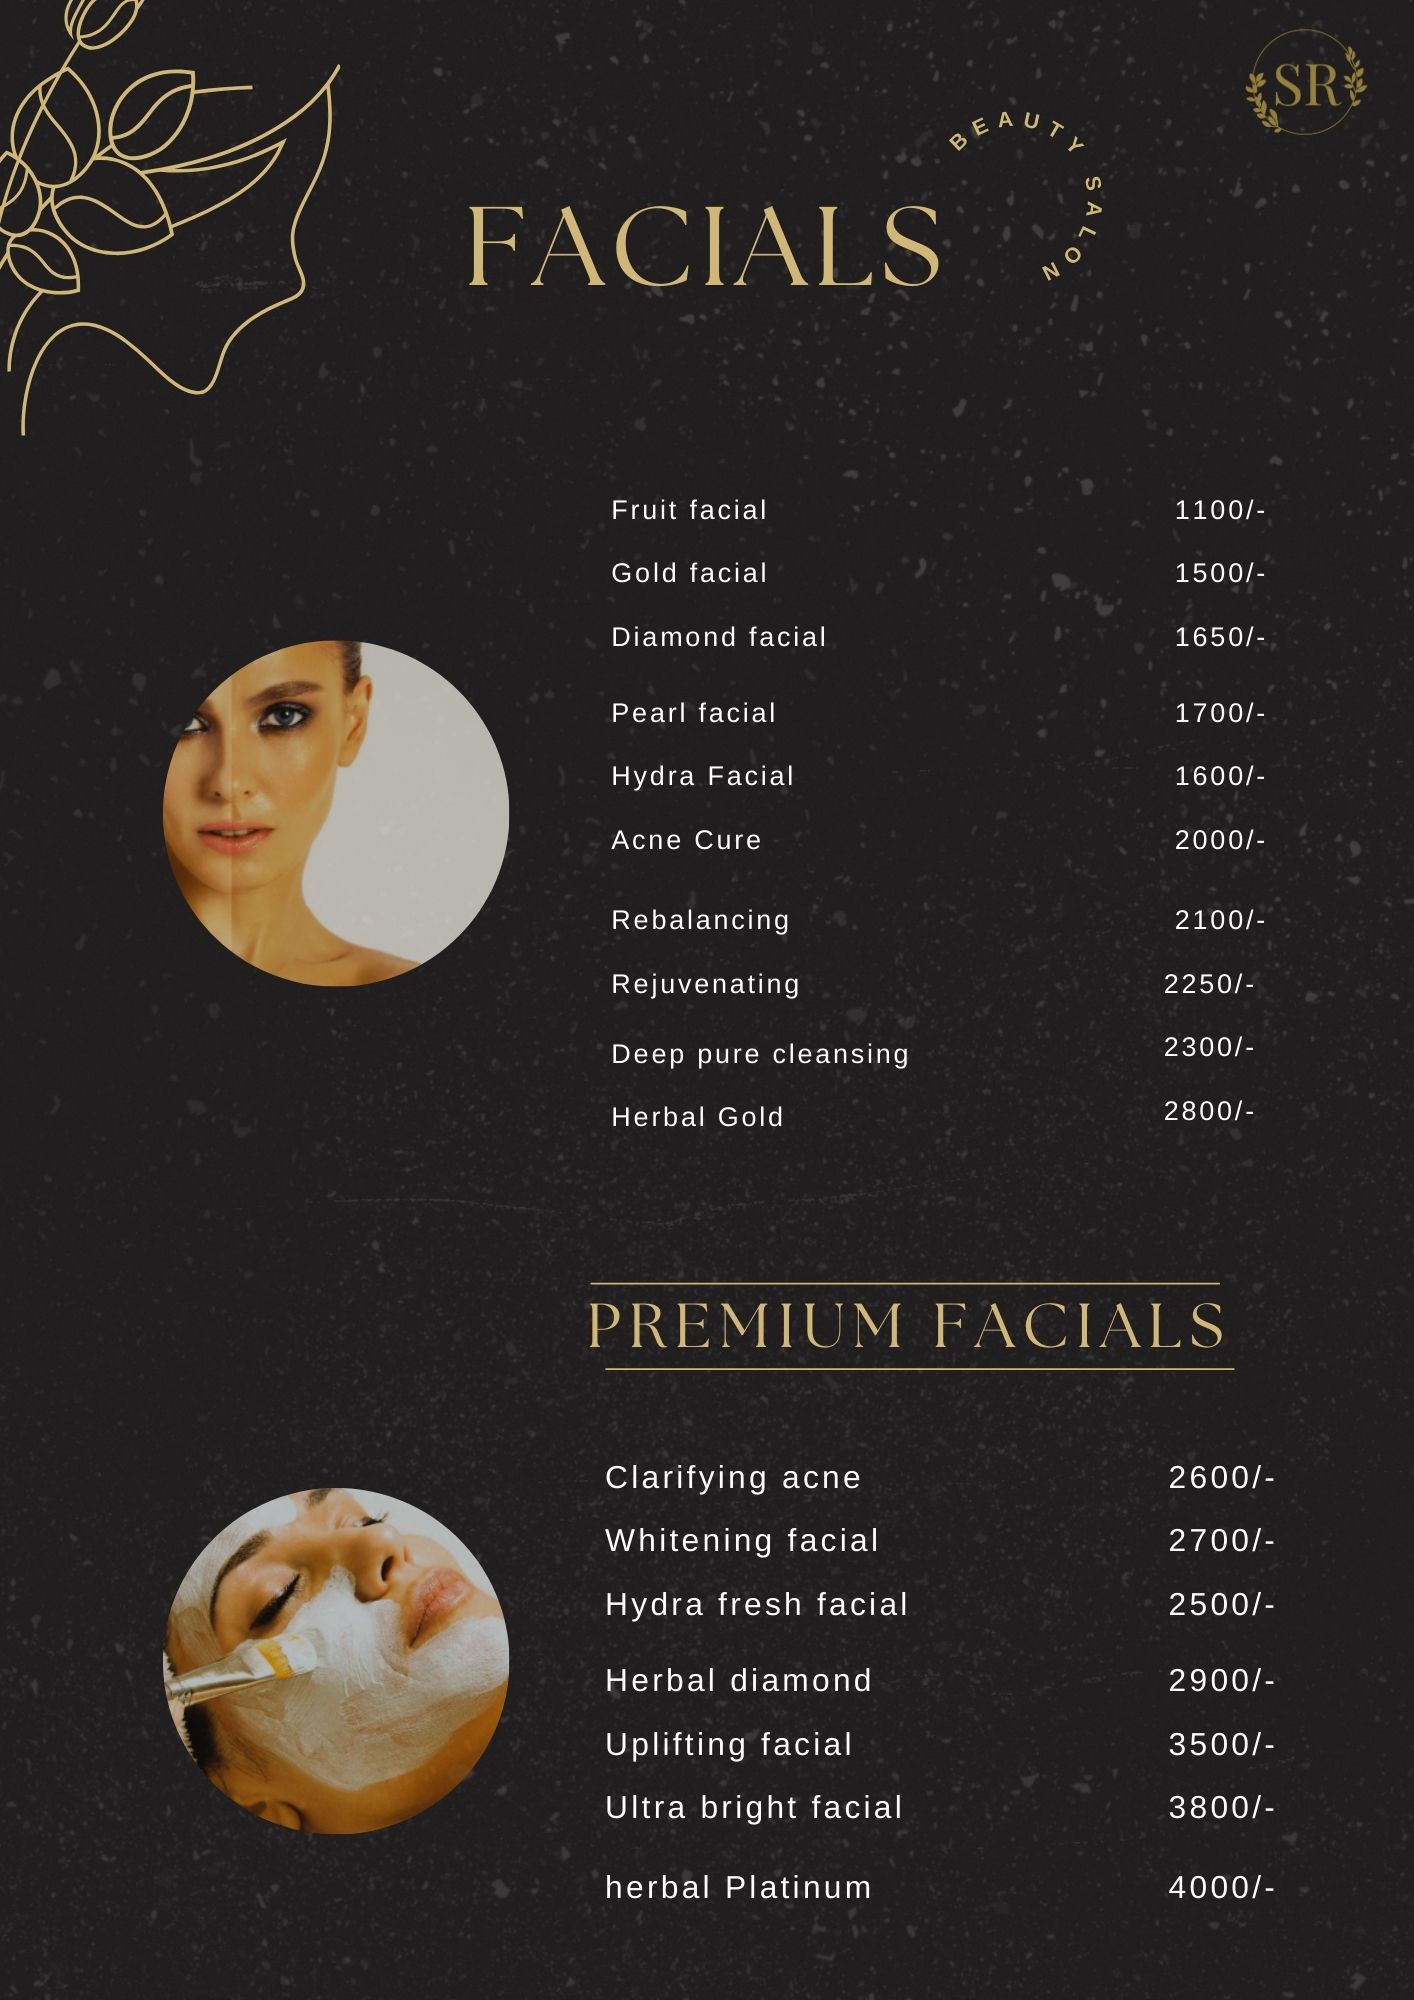 SR
BEAUTY SALON
FACIALS
Fruit facial 1100/-
Gold facial 1500/-
Diamond facial 1650/-
Pearl facial 1700/-
Hydra Facial 1600/-
Acne Cure 2000/-
Rebalancing 2100/-
Rejuvenating 2250/-
Deep pure cleansing 2300/-
Herbal Gold 2800/-
PREMIUM FACIALS
Clarifying acne 2600/-
Whitening facial 2700/-
Hydra fresh facial 2500/-
Herbal diamond 2900/-
Uplifting facial 3500/-
Ultra bright facial 3800/-
herbal Platinum 4000/-